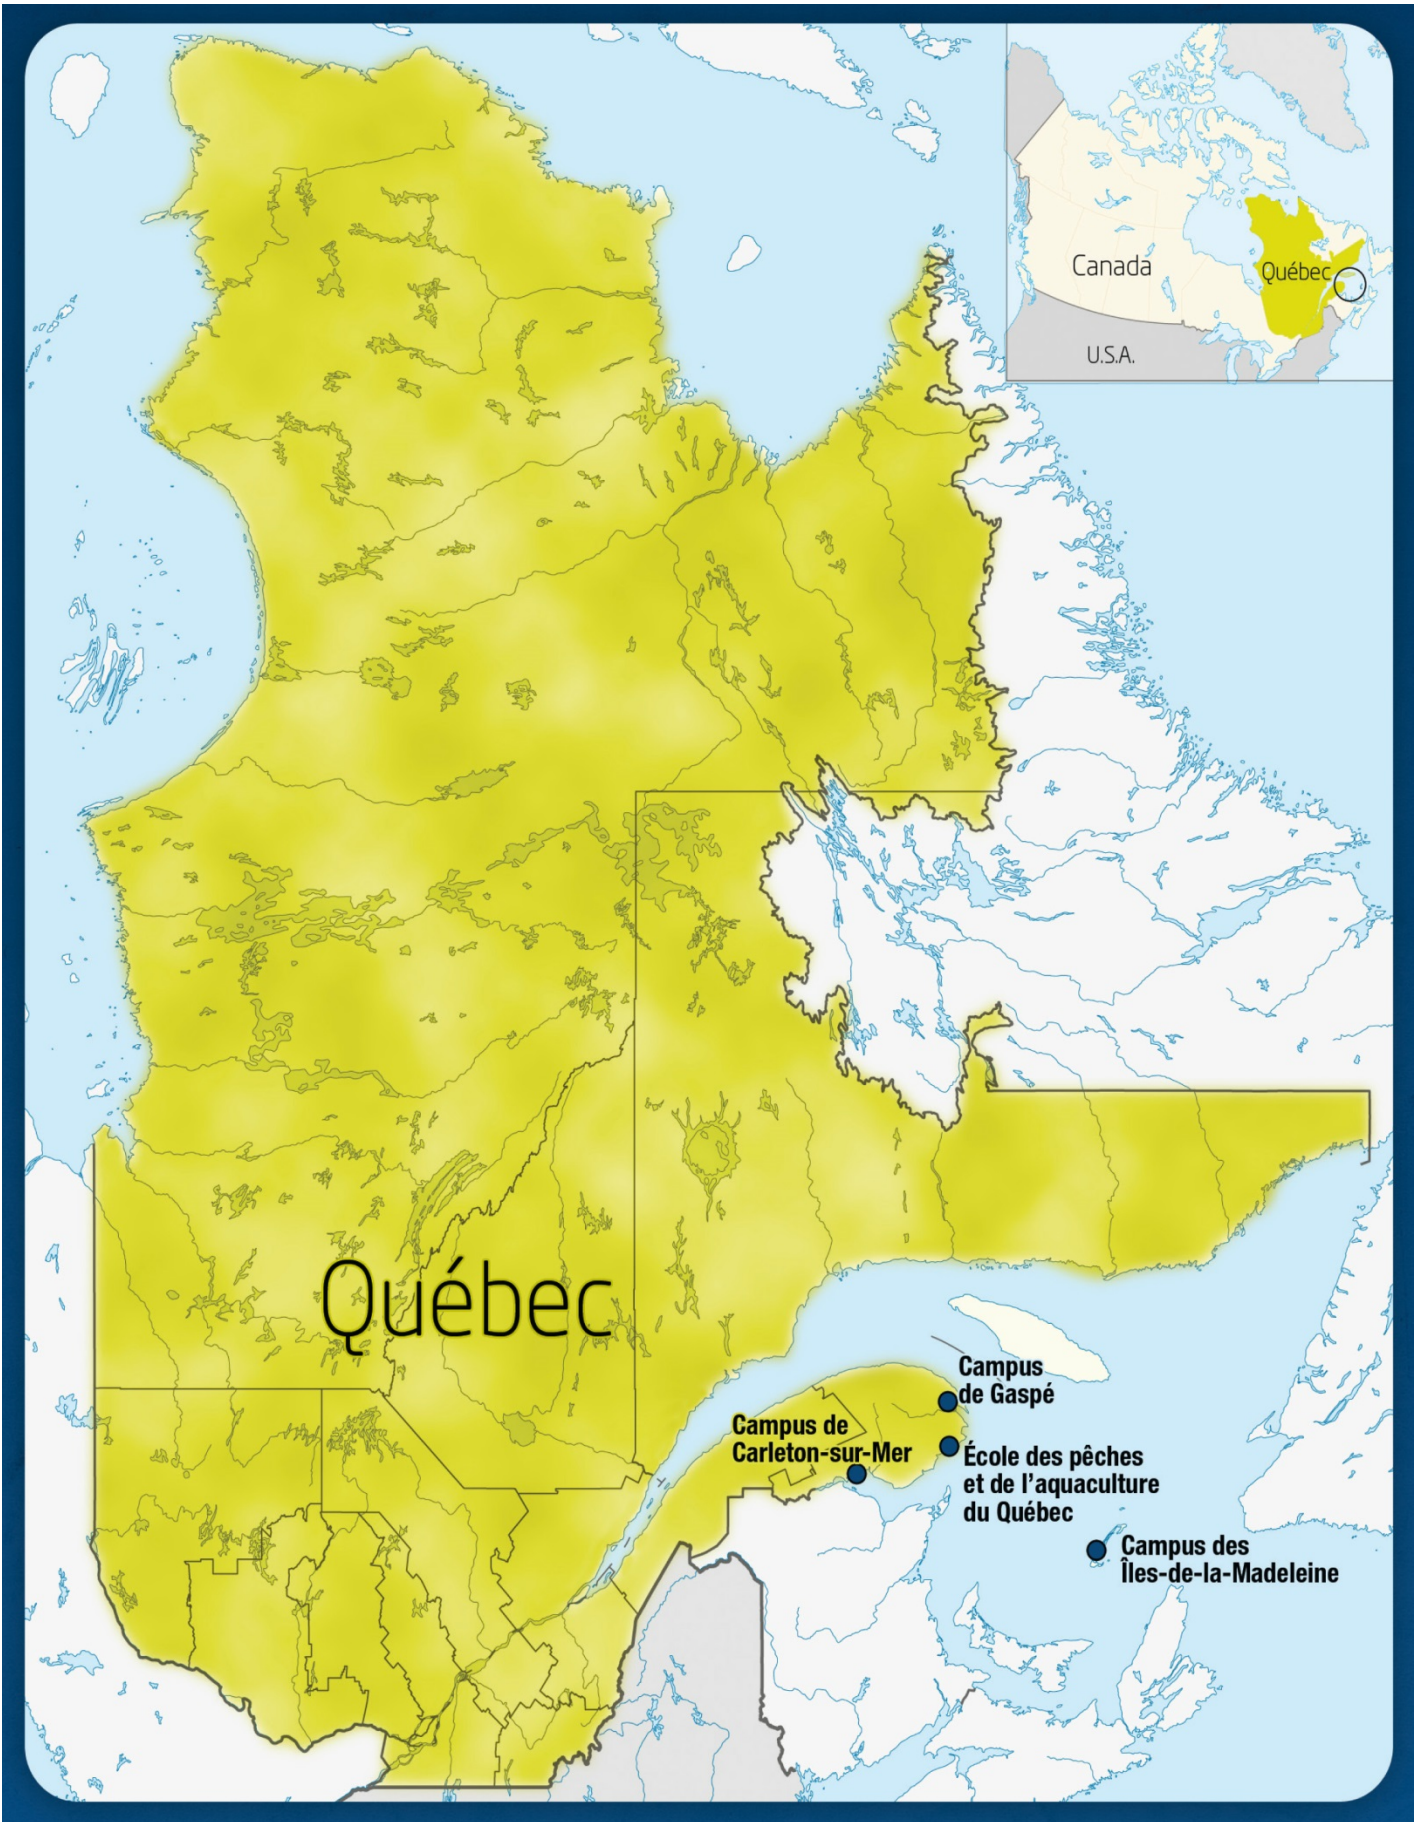 Canada
Québec
U.S.A.
Québec
Campus
de Gaspé
Campus de
Carleton-sur-Mer
École des pêches
et de l'aquaculture
du Québec
Campus des
Îles-de-la-Madeleine